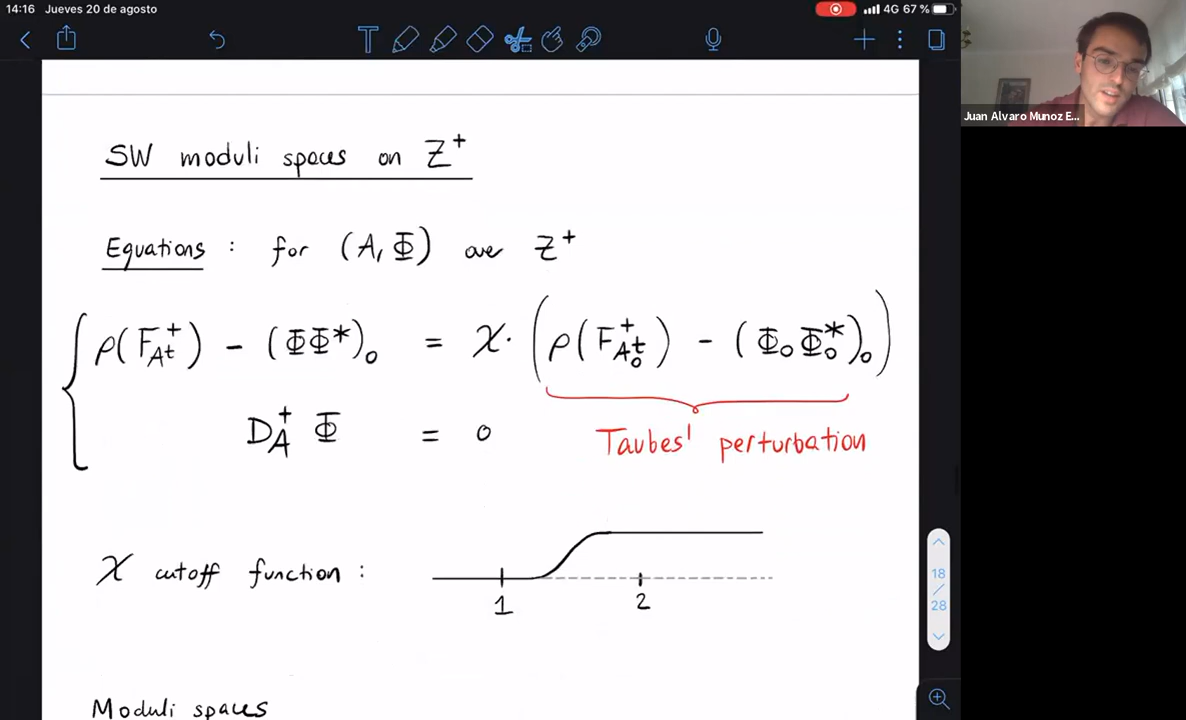 14:16 Jueves 20 de agosto
4G 67 %
Juan Alvaro Munoz E...
SW moduli spaces on Z⁺
Equations : for (A, Φ) over Z⁺
ρ(F⁺_{Aᵗ}) - (ΦΦ*)₀ = χ · (ρ(F⁺_{A₀ᵗ}) - (Φ₀Φ₀*)₀)
D⁺_A Φ = 0
Taubes' perturbation
χ cutoff function :
1 2
18
/
28
Moduli spaces